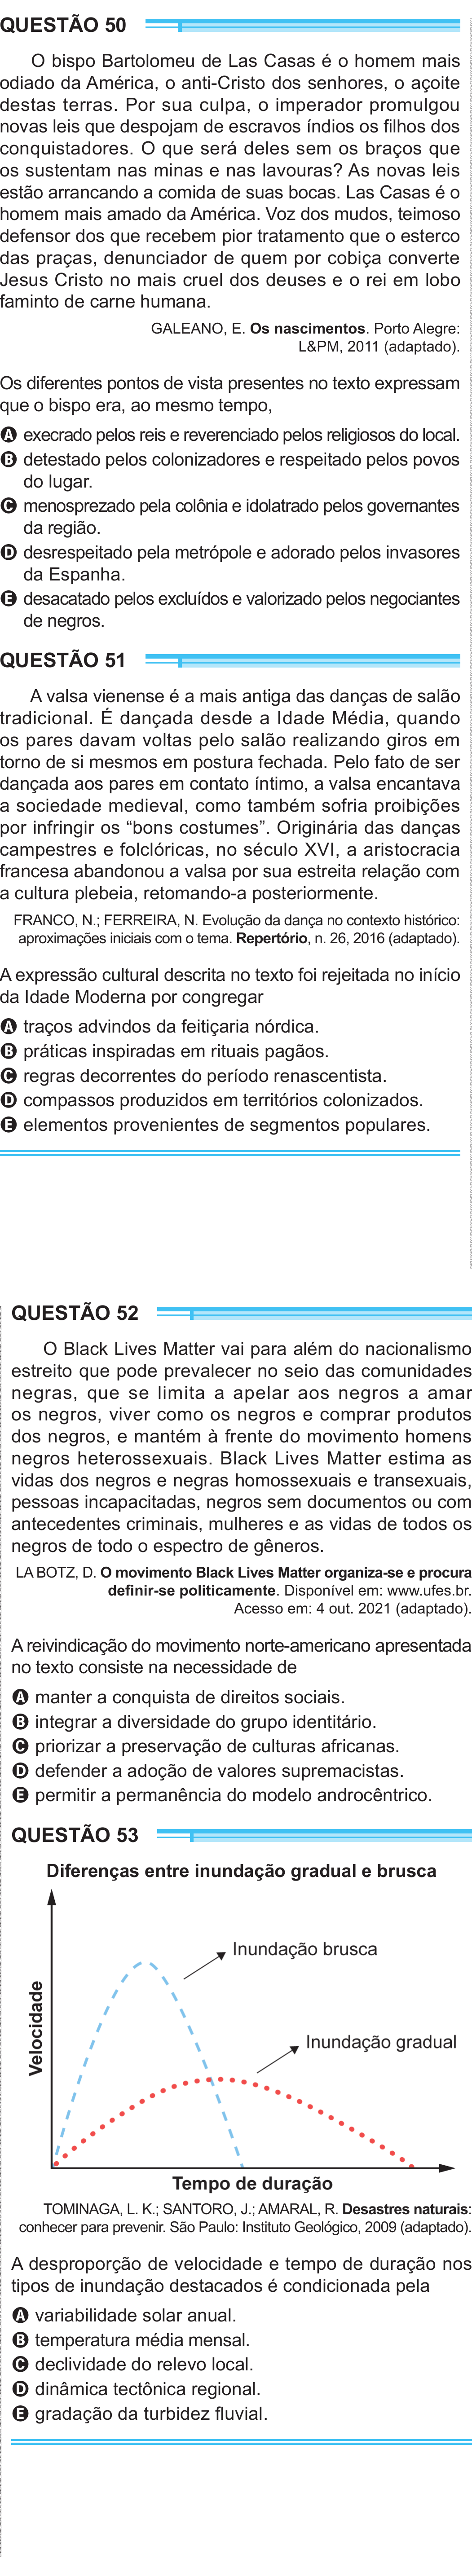 QUESTÃO 50
O bispo Bartolomeu de Las Casas é o homem mais
odiado da América, o anti-Cristo dos senhores, o açoite
destas terras. Por sua culpa, o imperador promulgou
novas leis que despojam de escravos índios os filhos dos
conquistadores. O que será deles sem os braços que
os sustentam nas minas e nas lavouras? As novas leis
estão arrancando a comida de suas bocas. Las Casas é o
homem mais amado da América. Voz dos mudos, teimoso
defensor dos que recebem pior tratamento que o esterco
das praças, denunciador de quem por cobiça converte
Jesus Cristo no mais cruel dos deuses e o rei em lobo
faminto de carne humana.
GALEANO, E. Os nascimentos. Porto Alegre:
L&PM, 2011 (adaptado).
Os diferentes pontos de vista presentes no texto expressam
que o bispo era, ao mesmo tempo,
A execrado pelos reis e reverenciado pelos religiosos do local.
B detestado pelos colonizadores e respeitado pelos povos
do lugar.
C menosprezado pela colônia e idolatrado pelos governantes
da região.
D desrespeitado pela metrópole e adorado pelos invasores
da Espanha.
E desacatado pelos excluídos e valorizado pelos negociantes
de negros.
QUESTÃO 51
A valsa vienense é a mais antiga das danças de salão
tradicional. É dançada desde a Idade Média, quando
os pares davam voltas pelo salão realizando giros em
torno de si mesmos em postura fechada. Pelo fato de ser
dançada aos pares em contato íntimo, a valsa encantava
a sociedade medieval, como também sofria proibições
por infringir os “bons costumes”. Originária das danças
campestres e folclóricas, no século XVI, a aristocracia
francesa abandonou a valsa por sua estreita relação com
a cultura plebeia, retomando-a posteriormente.
FRANCO, N.; FERREIRA, N. Evolução da dança no contexto histórico:
aproximações iniciais com o tema. Repertório, n. 26, 2016 (adaptado).
A expressão cultural descrita no texto foi rejeitada no início
da Idade Moderna por congregar
A traços advindos da feitiçaria nórdica.
B práticas inspiradas em rituais pagãos.
C regras decorrentes do período renascentista.
D compassos produzidos em territórios colonizados.
E elementos provenientes de segmentos populares.
QUESTÃO 52
O Black Lives Matter vai para além do nacionalismo
estreito que pode prevalecer no seio das comunidades
negras, que se limita a apelar aos negros a amar
os negros, viver como os negros e comprar produtos
dos negros, e mantém à frente do movimento homens
negros heterossexuais. Black Lives Matter estima as
vidas dos negros e negras homossexuais e transexuais,
pessoas incapacitadas, negros sem documentos ou com
antecedentes criminais, mulheres e as vidas de todos os
negros de todo o espectro de gêneros.
LA BOTZ, D. O movimento Black Lives Matter organiza-se e procura
definir-se politicamente. Disponível em: www.ufes.br.
Acesso em: 4 out. 2021 (adaptado).
A reivindicação do movimento norte-americano apresentada
no texto consiste na necessidade de
A manter a conquista de direitos sociais.
B integrar a diversidade do grupo identitário.
C priorizar a preservação de culturas africanas.
D defender a adoção de valores supremacistas.
E permitir a permanência do modelo androcêntrico.
QUESTÃO 53
Diferenças entre inundação gradual e brusca
Inundação brusca
Inundação gradual
Velocidade
Tempo de duração
TOMINAGA, L. K.; SANTORO, J.; AMARAL, R. Desastres naturais:
conhecer para prevenir. São Paulo: Instituto Geológico, 2009 (adaptado).
A desproporção de velocidade e tempo de duração nos
tipos de inundação destacados é condicionada pela
A variabilidade solar anual.
B temperatura média mensal.
C declividade do relevo local.
D dinâmica tectônica regional.
E gradação da turbidez fluvial.